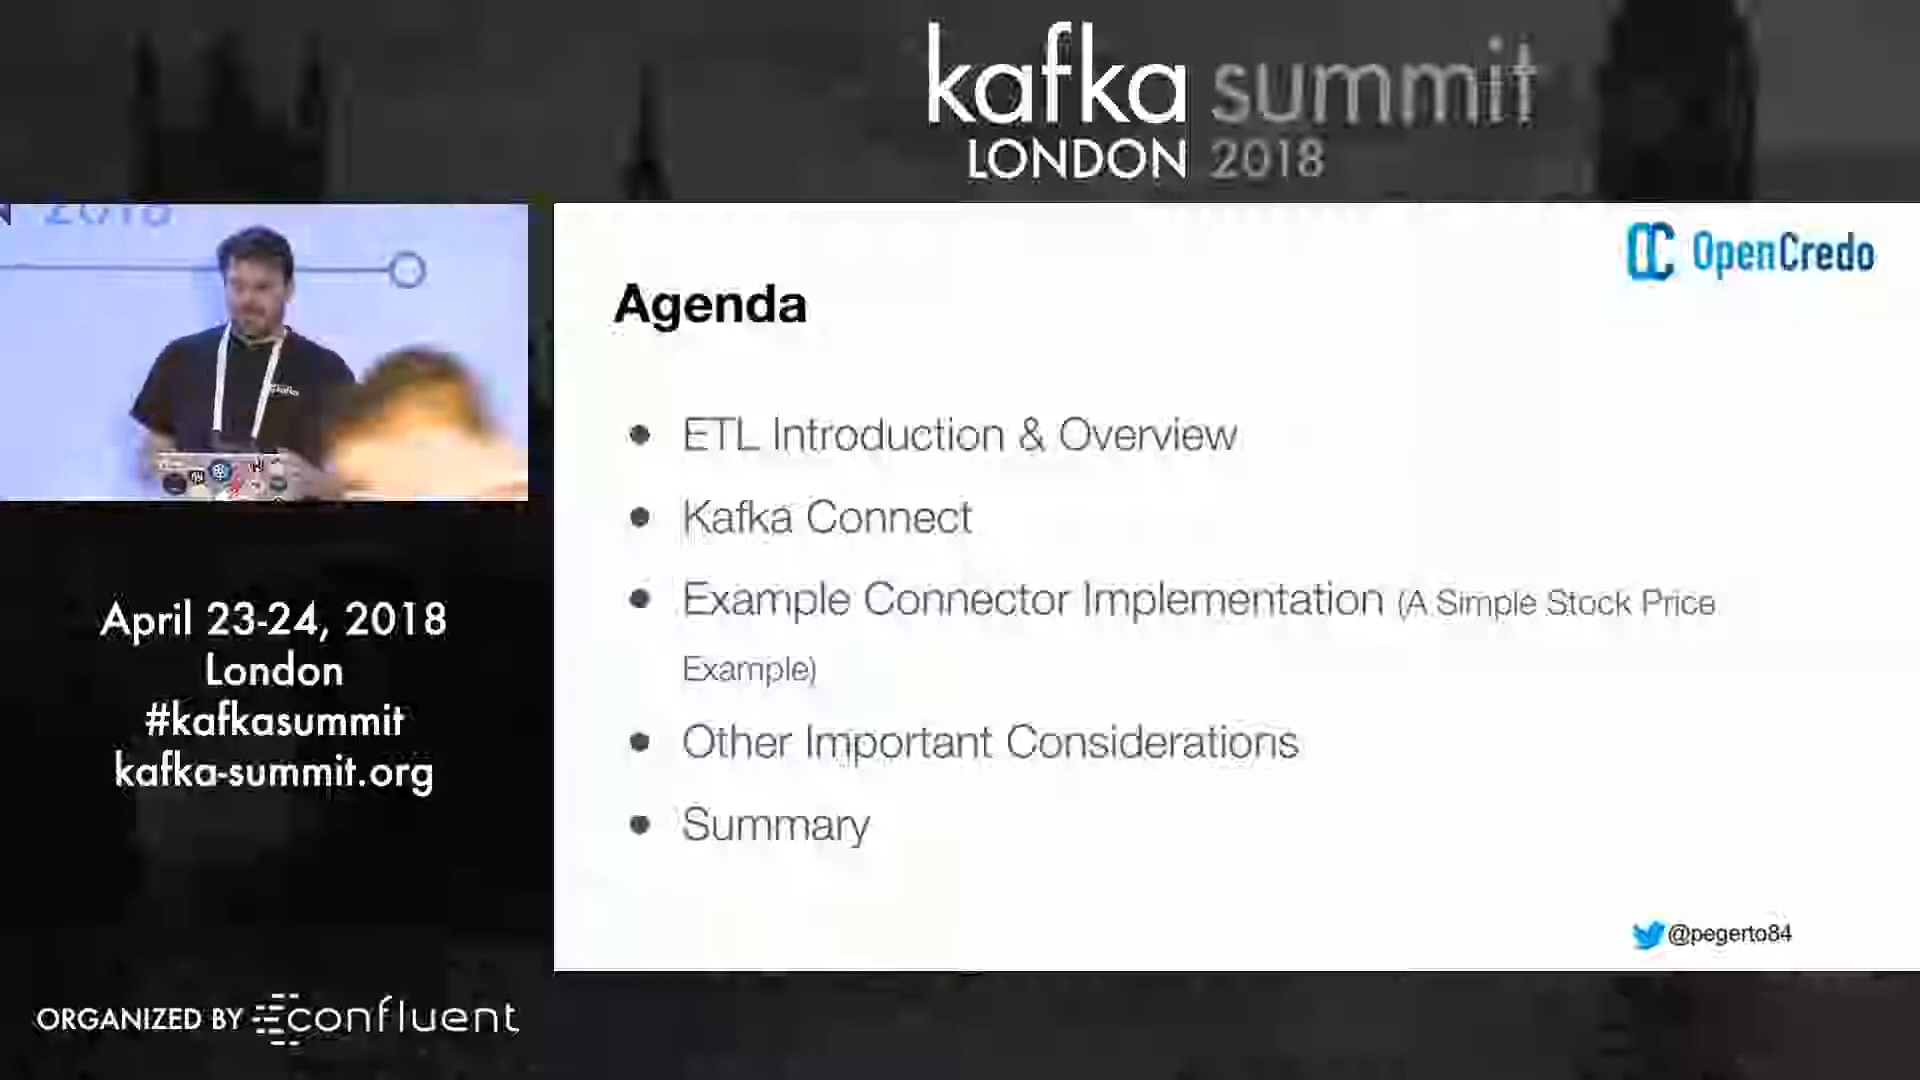 kafka summit
LONDON 2018
2018
OpenCredo
Agenda
● ETL Introduction & Overview
● Kafka Connect
● Example Connector Implementation (A Simple Stock Price
Example)
● Other Important Considerations
● Summary
@pegerto84
April 23-24, 2018
London
#kafkasummit
kafka-summit.org
ORGANIZED BY confluent